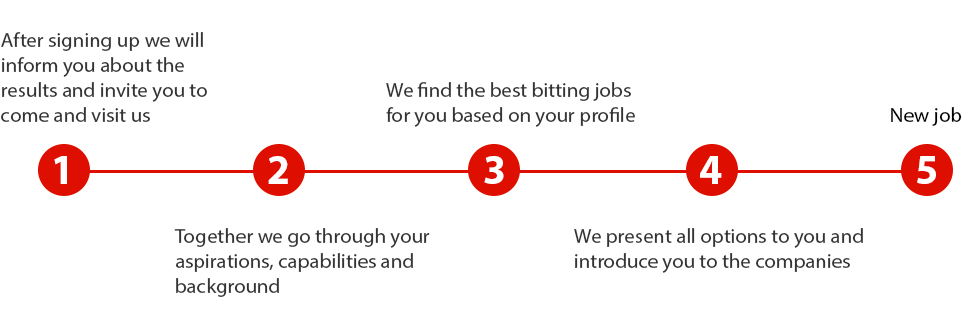 After signing up we will
inform you about the
results and invite you to
come and visit us
We find the best bitting jobs
for you based on your profile
New job
1
2
3
4
5
Together we go through your
aspirations, capabilities and
background
We present all options to you and
introduce you to the companies